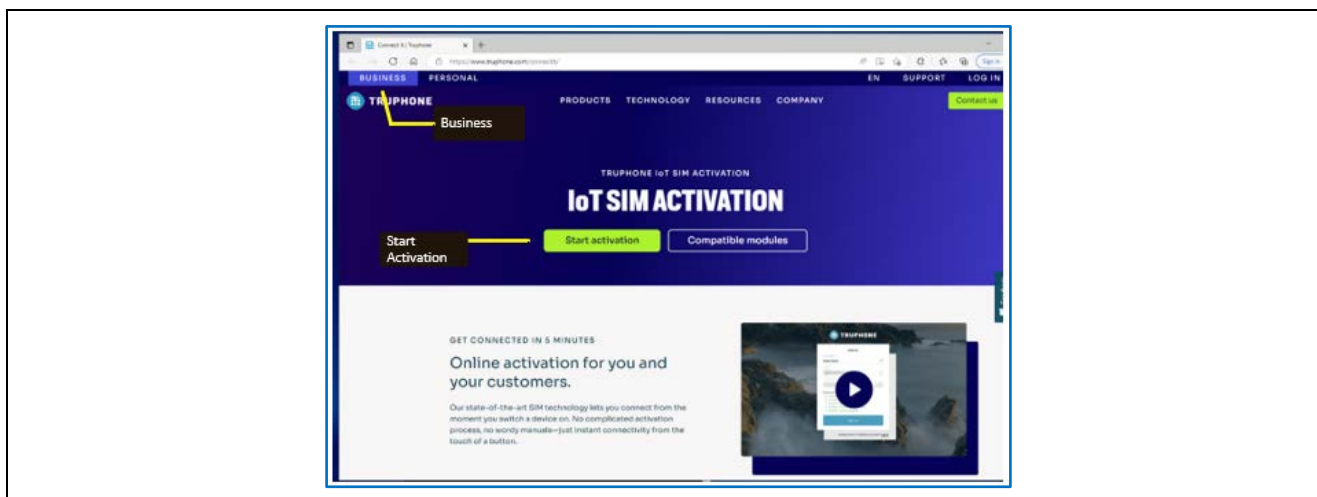 Connect It | Truphone
https://www.truphone.com/connectit/
BUSINESS PERSONAL EN SUPPORT LOG IN
TRUPHONE PRODUCTS TECHNOLOGY RESOURCES COMPANY Contact us
Business
TRUPHONE IoT SIM ACTIVATION
IoT SIM ACTIVATION
Start
Activation
Start activation Compatible modules
GET CONNECTED IN 5 MINUTES
Online activation for you and
your customers.
Our state-of-the-art SIM technology lets you connect from the
moment you switch a device on. No complicated activation
process, no wordy manuals—just instant connectivity from the
touch of a button.
TRUPHONE